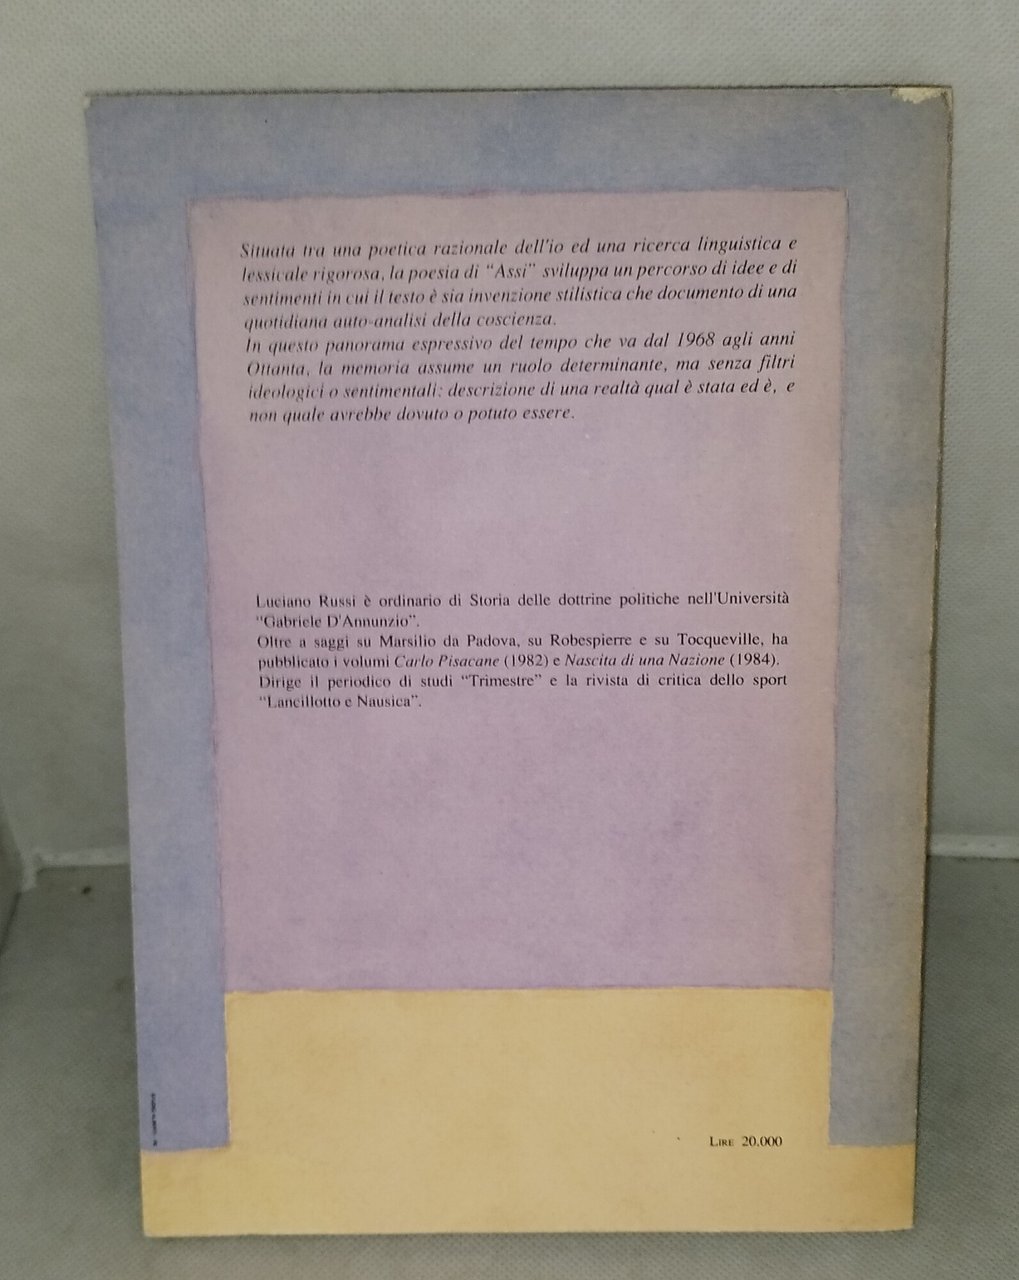 Situata tra una poetica razionale dell'io ed una ricerca linguistica e
lessicale rigorosa, la poesia di "Assi" sviluppa un percorso di idee e di
sentimenti in cui il testo è sia invenzione stilistica che documento di una
quotidiana auto-analisi della coscienza.
In questo panorama espressivo del tempo che va dal 1968 agli anni
Ottanta, la memoria assume un ruolo determinante, ma senza filtri
ideologici o sentimentali: descrizione di una realtà qual è stata ed è, e
non quale avrebbe dovuto o potuto essere.
Luciano Russi è ordinario di Storia delle dottrine politiche nell'Università
"Gabriele D'Annunzio".
Oltre a saggi su Marsilio da Padova, su Robespierre e su Tocqueville, ha
pubblicato i volumi Carlo Pisacane (1982) e Nascita di una Nazione (1984).
Dirige il periodico di studi "Trimestre" e la rivista di critica dello sport
"Lancillotto e Nausica".
LIRE 20.000